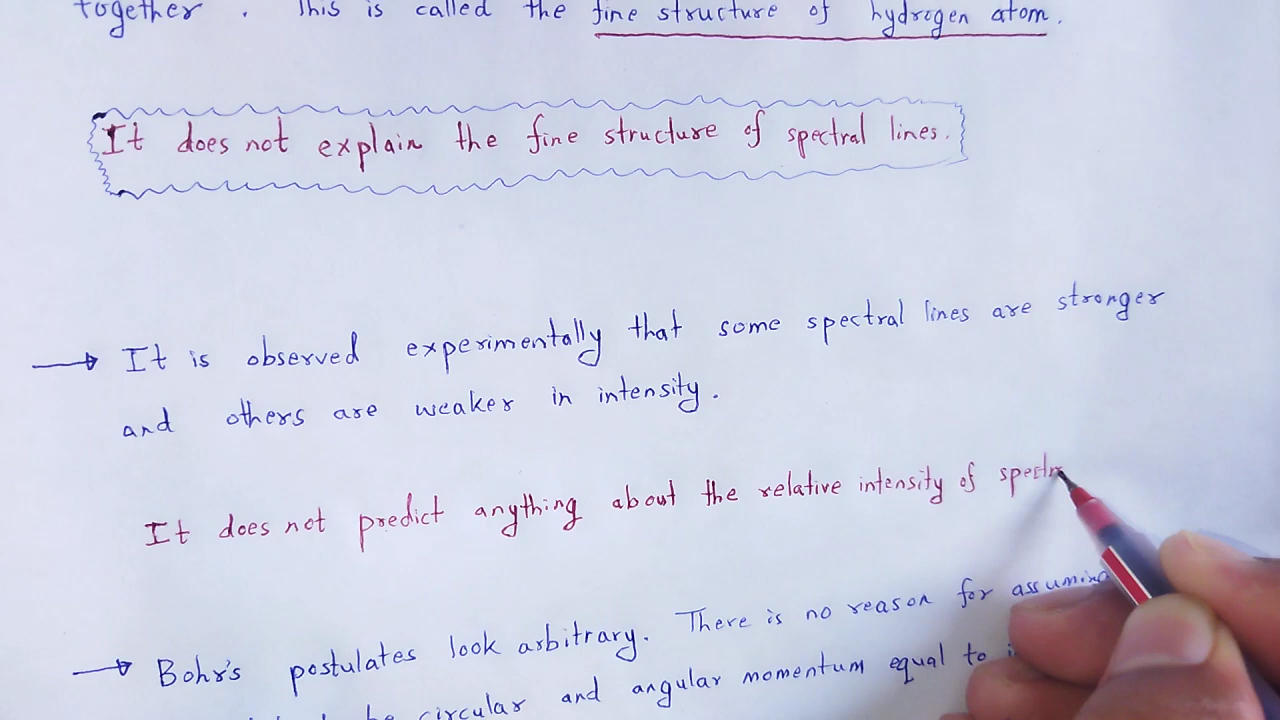 together. This is called the fine structure of hydrogen atom.
It does not explain the fine structure of spectral lines.
It is observed experimentally that some spectral lines are stronger
and others are weaker in intensity.
It does not predict anything about the relative intensity of
Bohr's postulates look arbitrary. There is no reason for assuming
be circular and angular momentum equal to